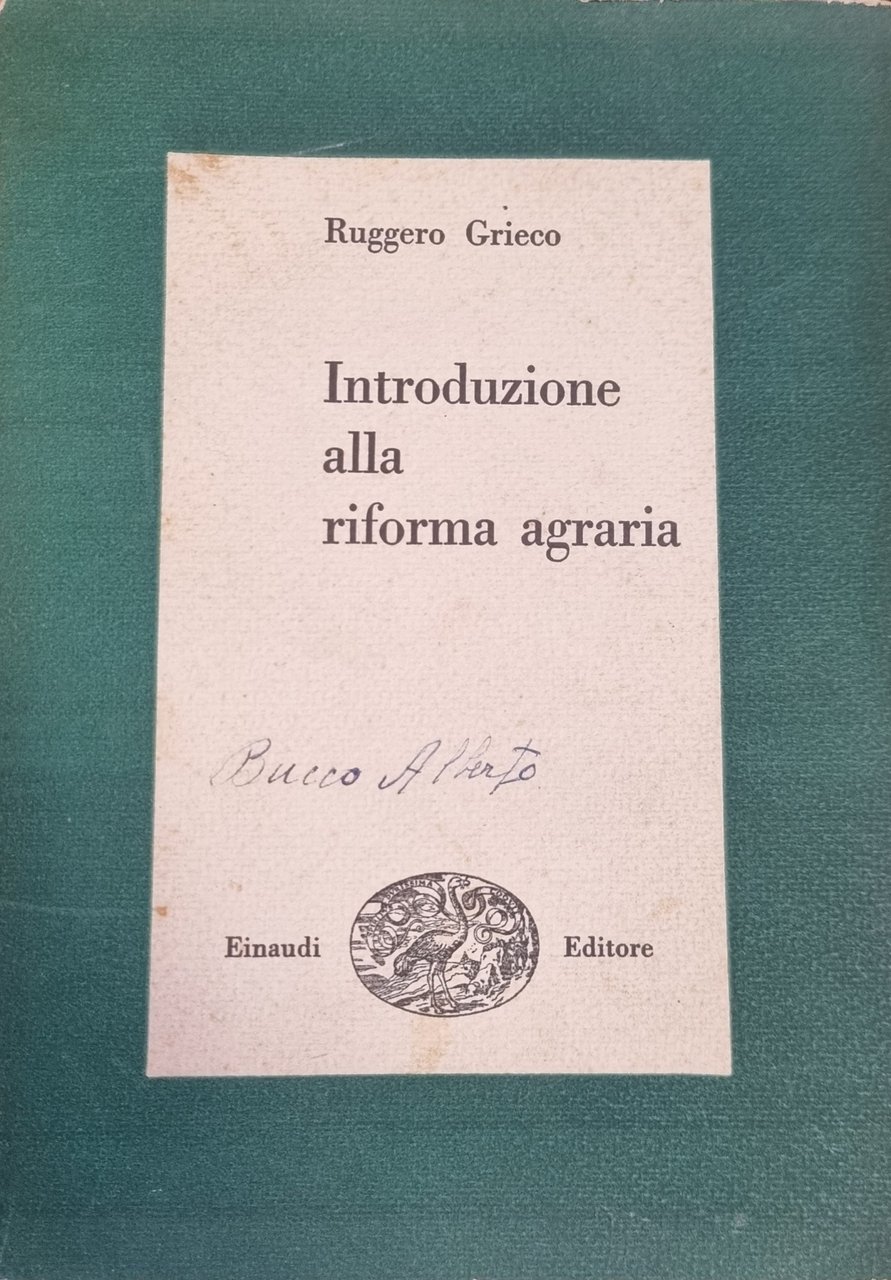 Ruggero Grieco
Introduzione
alla
riforma agraria
Bucco Alberto
Einaudi Editore